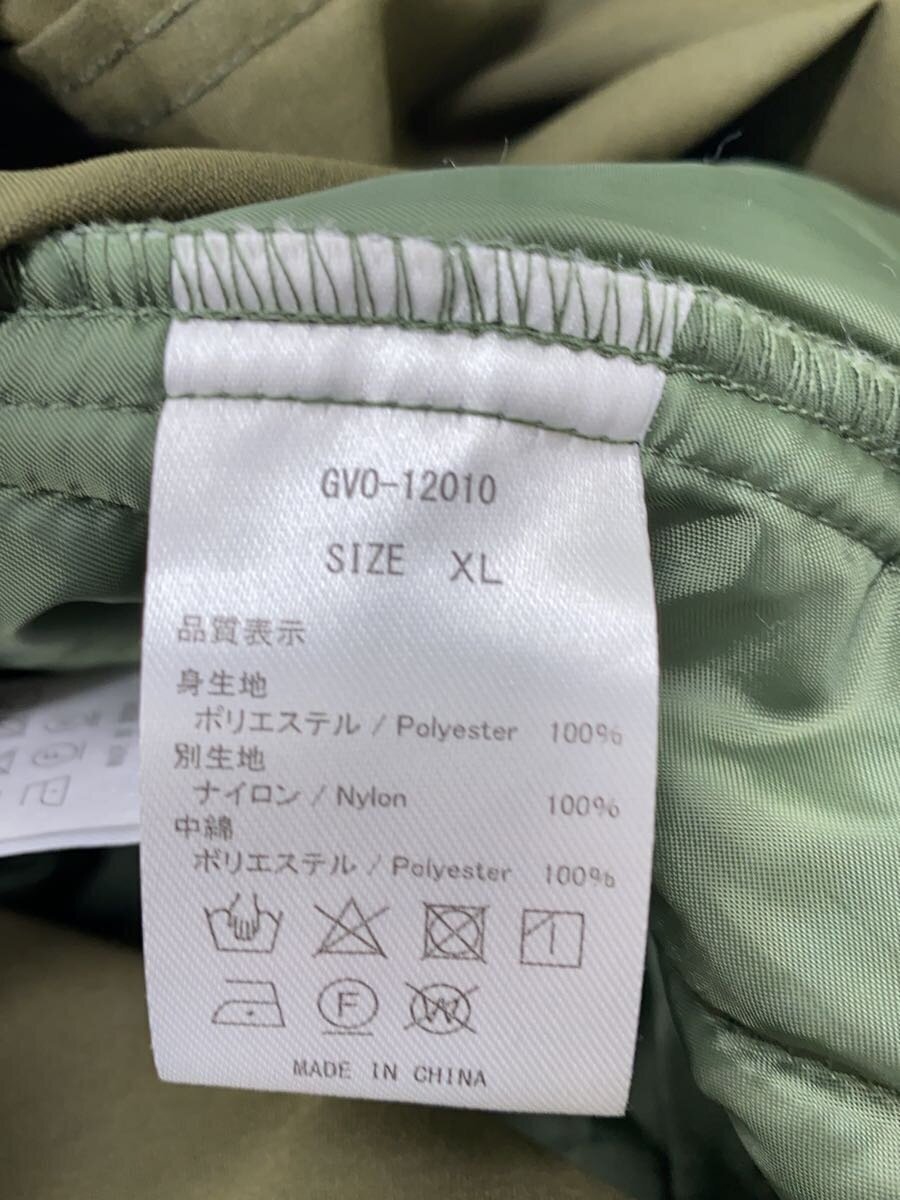 GVO-12010
SIZE XL
品質表示
身生地
ポリエステル / Polyester 100%
別生地
ナイロン / Nylon 100%
中綿
ポリエステル / Polyester 100%
F
W
MADE IN CHINA